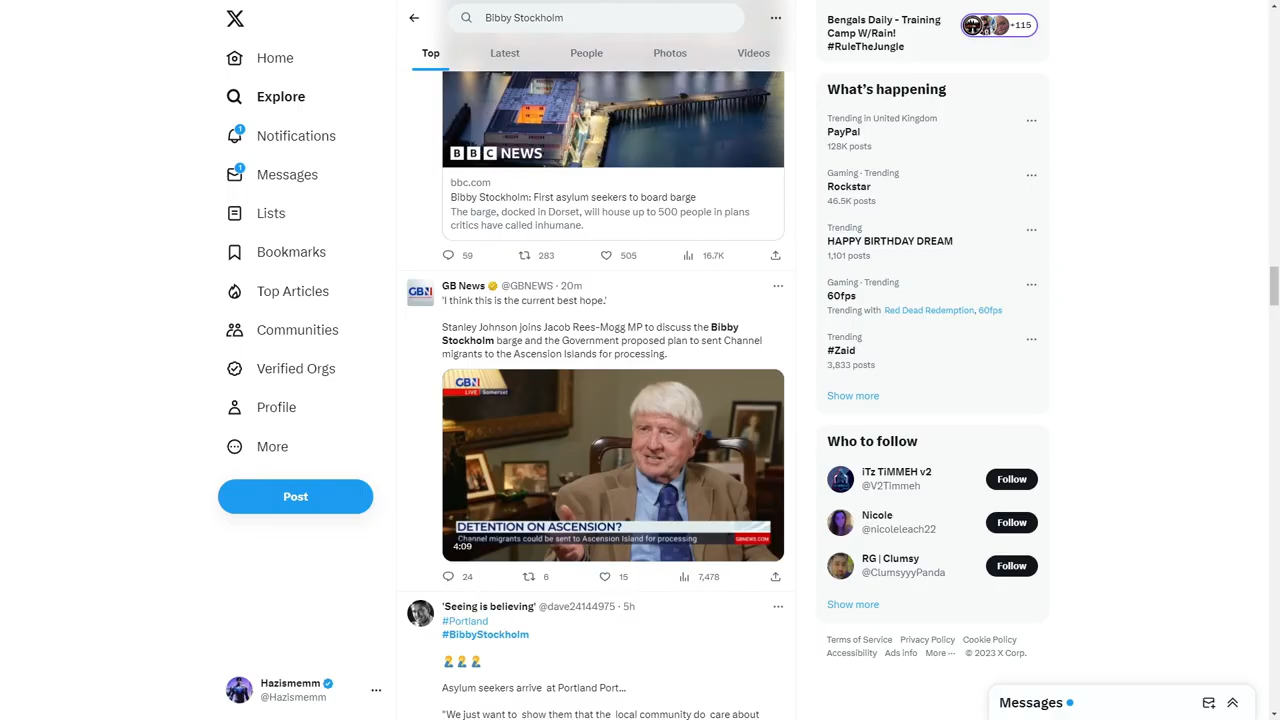 Home
Explore
1
Notifications
1
Messages
Lists
Bookmarks
Top Articles
Communities
Verified Orgs
Profile
More
Post
Hazismemm
@Hazismemm
Bibby Stockholm
Top
Latest
People
Photos
Videos
BBC NEWS
bbc.com
Bibby Stockholm: First asylum seekers to board barge
The barge, docked in Dorset, will house up to 500 people in plans
critics have called inhumane.
59 283 505 16.7K
GBN
GB News @GBNEWS · 20m
'I think this is the current best hope.'
Stanley Johnson joins Jacob Rees-Mogg MP to discuss the Bibby
Stockholm barge and the Government proposed plan to sent Channel
migrants to the Ascension Islands for processing.
GBN
LIVE Somerset
DETENTION ON ASCENSION?
Channel migrants could be sent to Ascension Island for processing
GBNEWS.COM
4:09
24 6 15 7,478
'Seeing is believing' @dave24144975 · 5h
#Portland
#BibbyStockholm
Asylum seekers arrive at Portland Port...
"We just want to show them that the local community do care about
Bengals Daily - Training
Camp W/Rain!
#RuleTheJungle
+115
What's happening
Trending in United Kingdom
PayPal
128K posts
Gaming · Trending
Rockstar
46.5K posts
Trending
HAPPY BIRTHDAY DREAM
1,101 posts
Gaming · Trending
60fps
Trending with Red Dead Redemption, 60fps
Trending
#Zaid
3,833 posts
Show more
Who to follow
iTz TiMMEH v2
@V2Timmeh
Follow
Nicole
@nicoleleach22
Follow
RG | Clumsy
@ClumsyyyPanda
Follow
Show more
Terms of Service Privacy Policy Cookie Policy
Accessibility Ads info More ··· © 2023 X Corp.
Messages